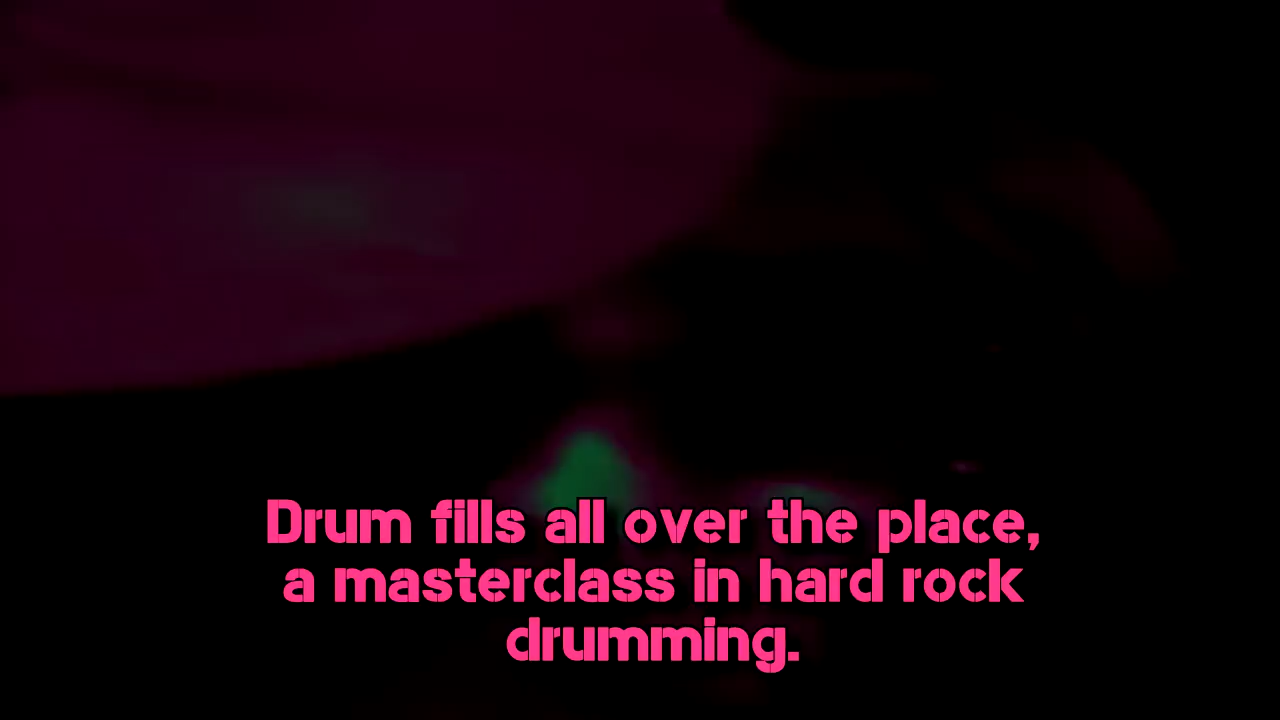 Drum fills all over the place,
a masterclass in hard rock
drumming.